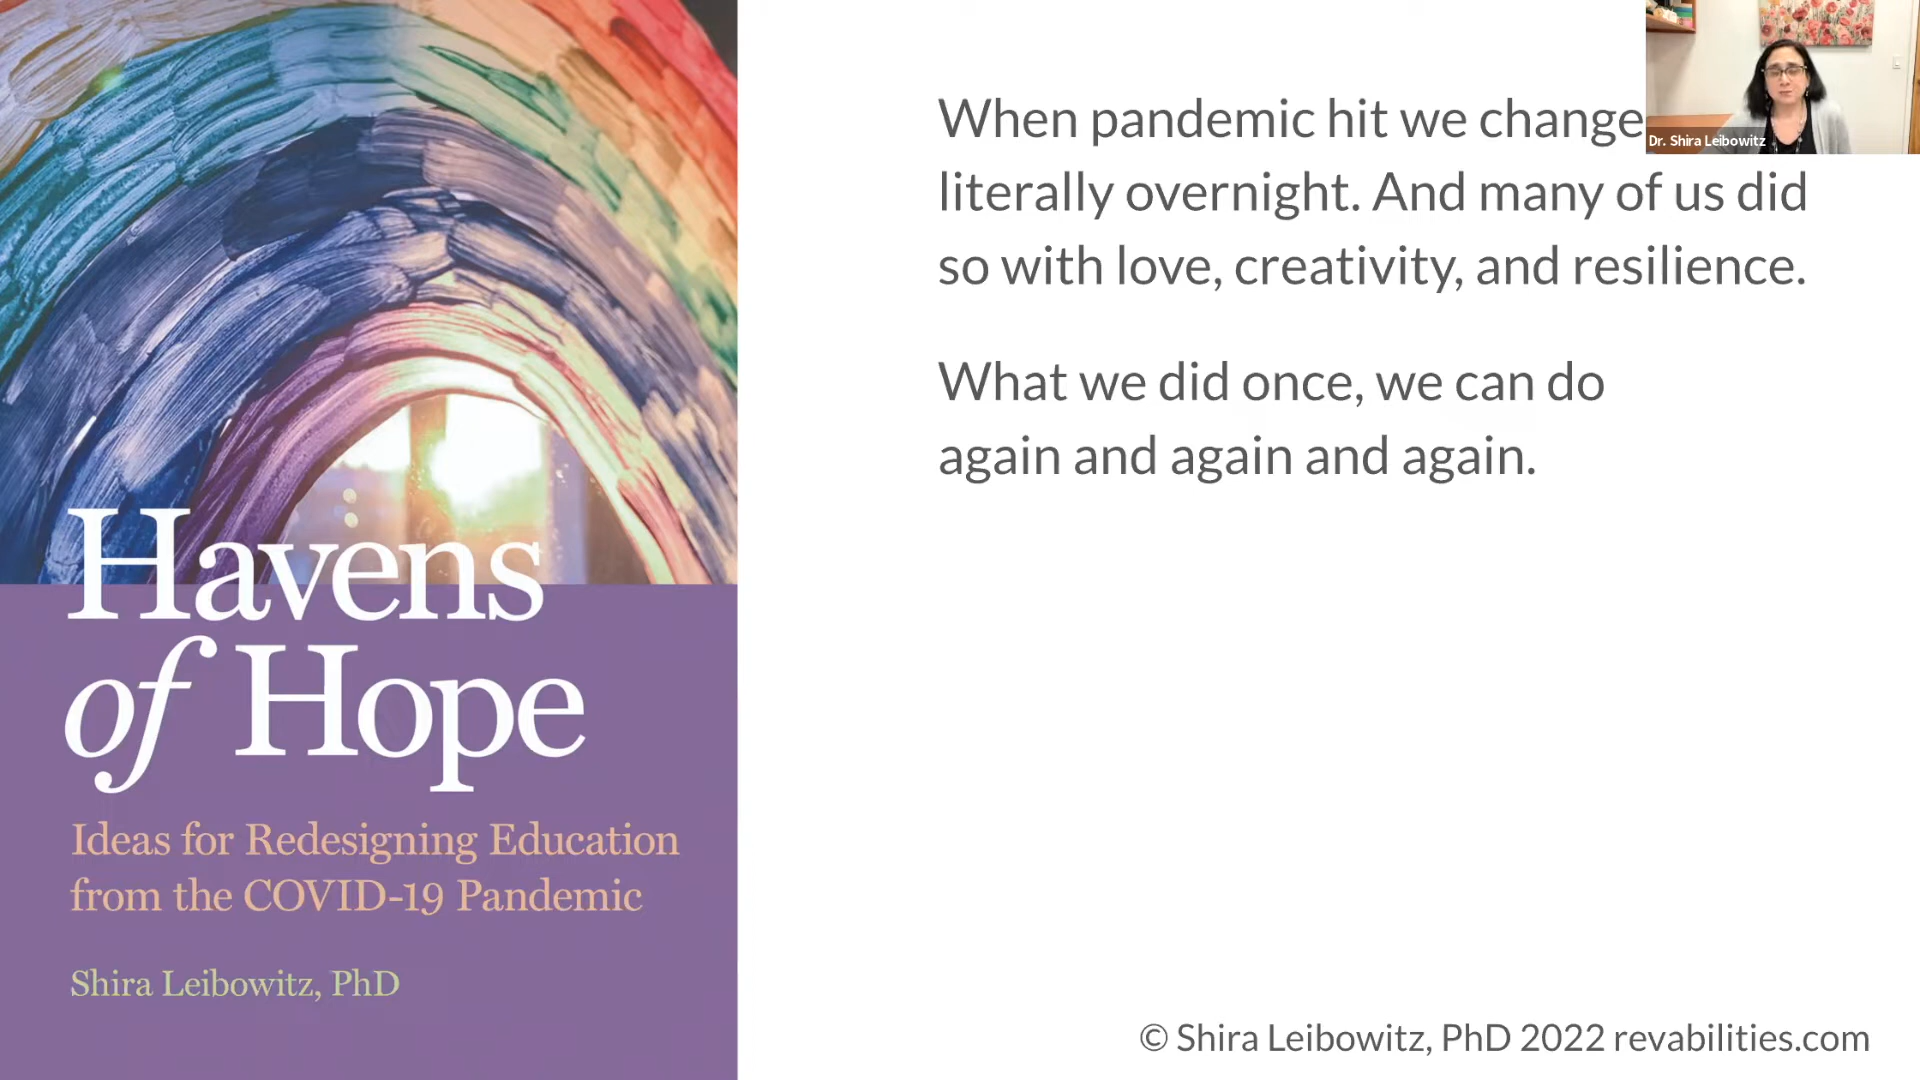 When pandemic hit we change
literally overnight. And many of us did
so with love, creativity, and resilience.
What we did once, we can do
again and again and again.
Dr. Shira Leibowitz
Havens
of Hope
Ideas for Redesigning Education
from the COVID-19 Pandemic
Shira Leibowitz, PhD
© Shira Leibowitz, PhD 2022 revabilities.com